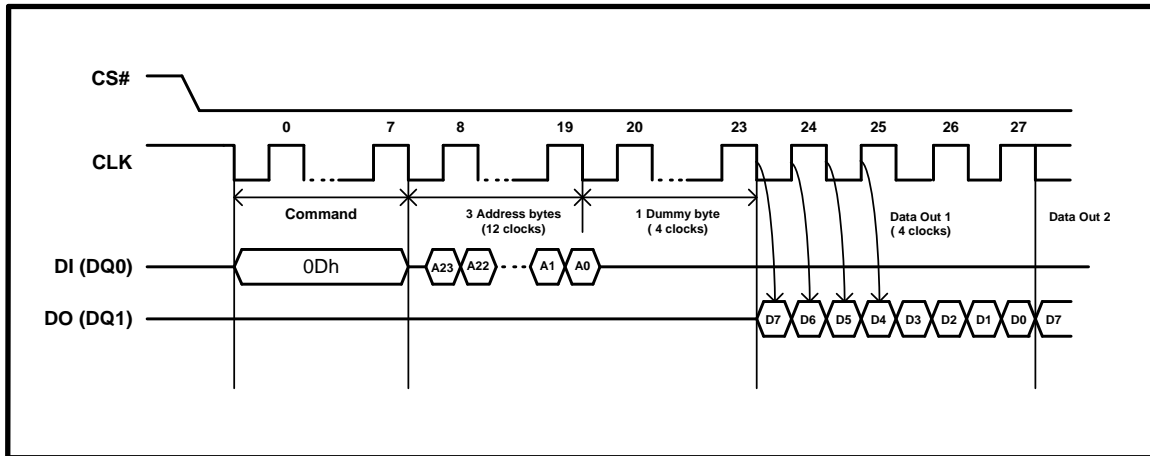 CS#
0 7 8 19 20 23 24 25 26 27
CLK
Command
3 Address bytes
(12 clocks)
1 Dummy byte
( 4 clocks)
Data Out 1
( 4 clocks)
Data Out 2
DI (DQ0)
0Dh
A23 A22 A1 A0
DO (DQ1)
D7 D6 D5 D4 D3 D2 D1 D0 D7